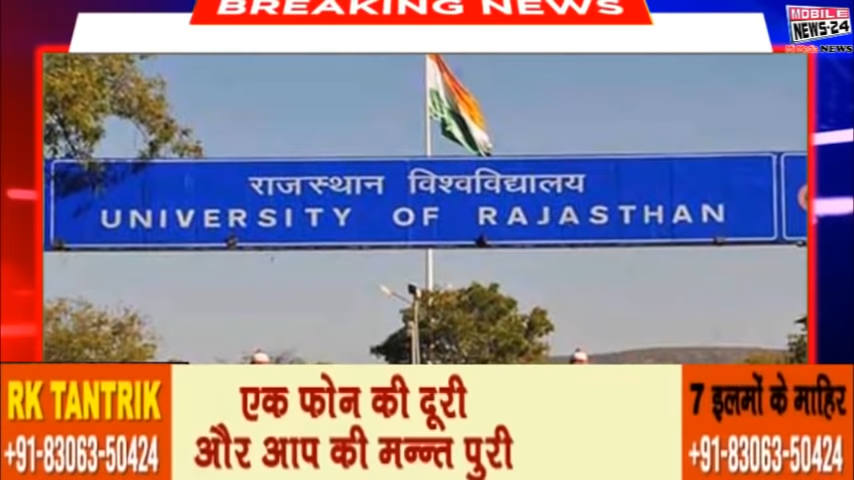 BREAKING NEWS
MOBILE
NEWS-24
राजस्थान विश्वविद्यालय
UNIVERSITY OF RAJASTHAN
RK TANTRIK
+91-83063-50424
एक फोन की दूरी
और आप की मन्न्त पुरी
7 इलमों के माहिर
+91-83063-50424